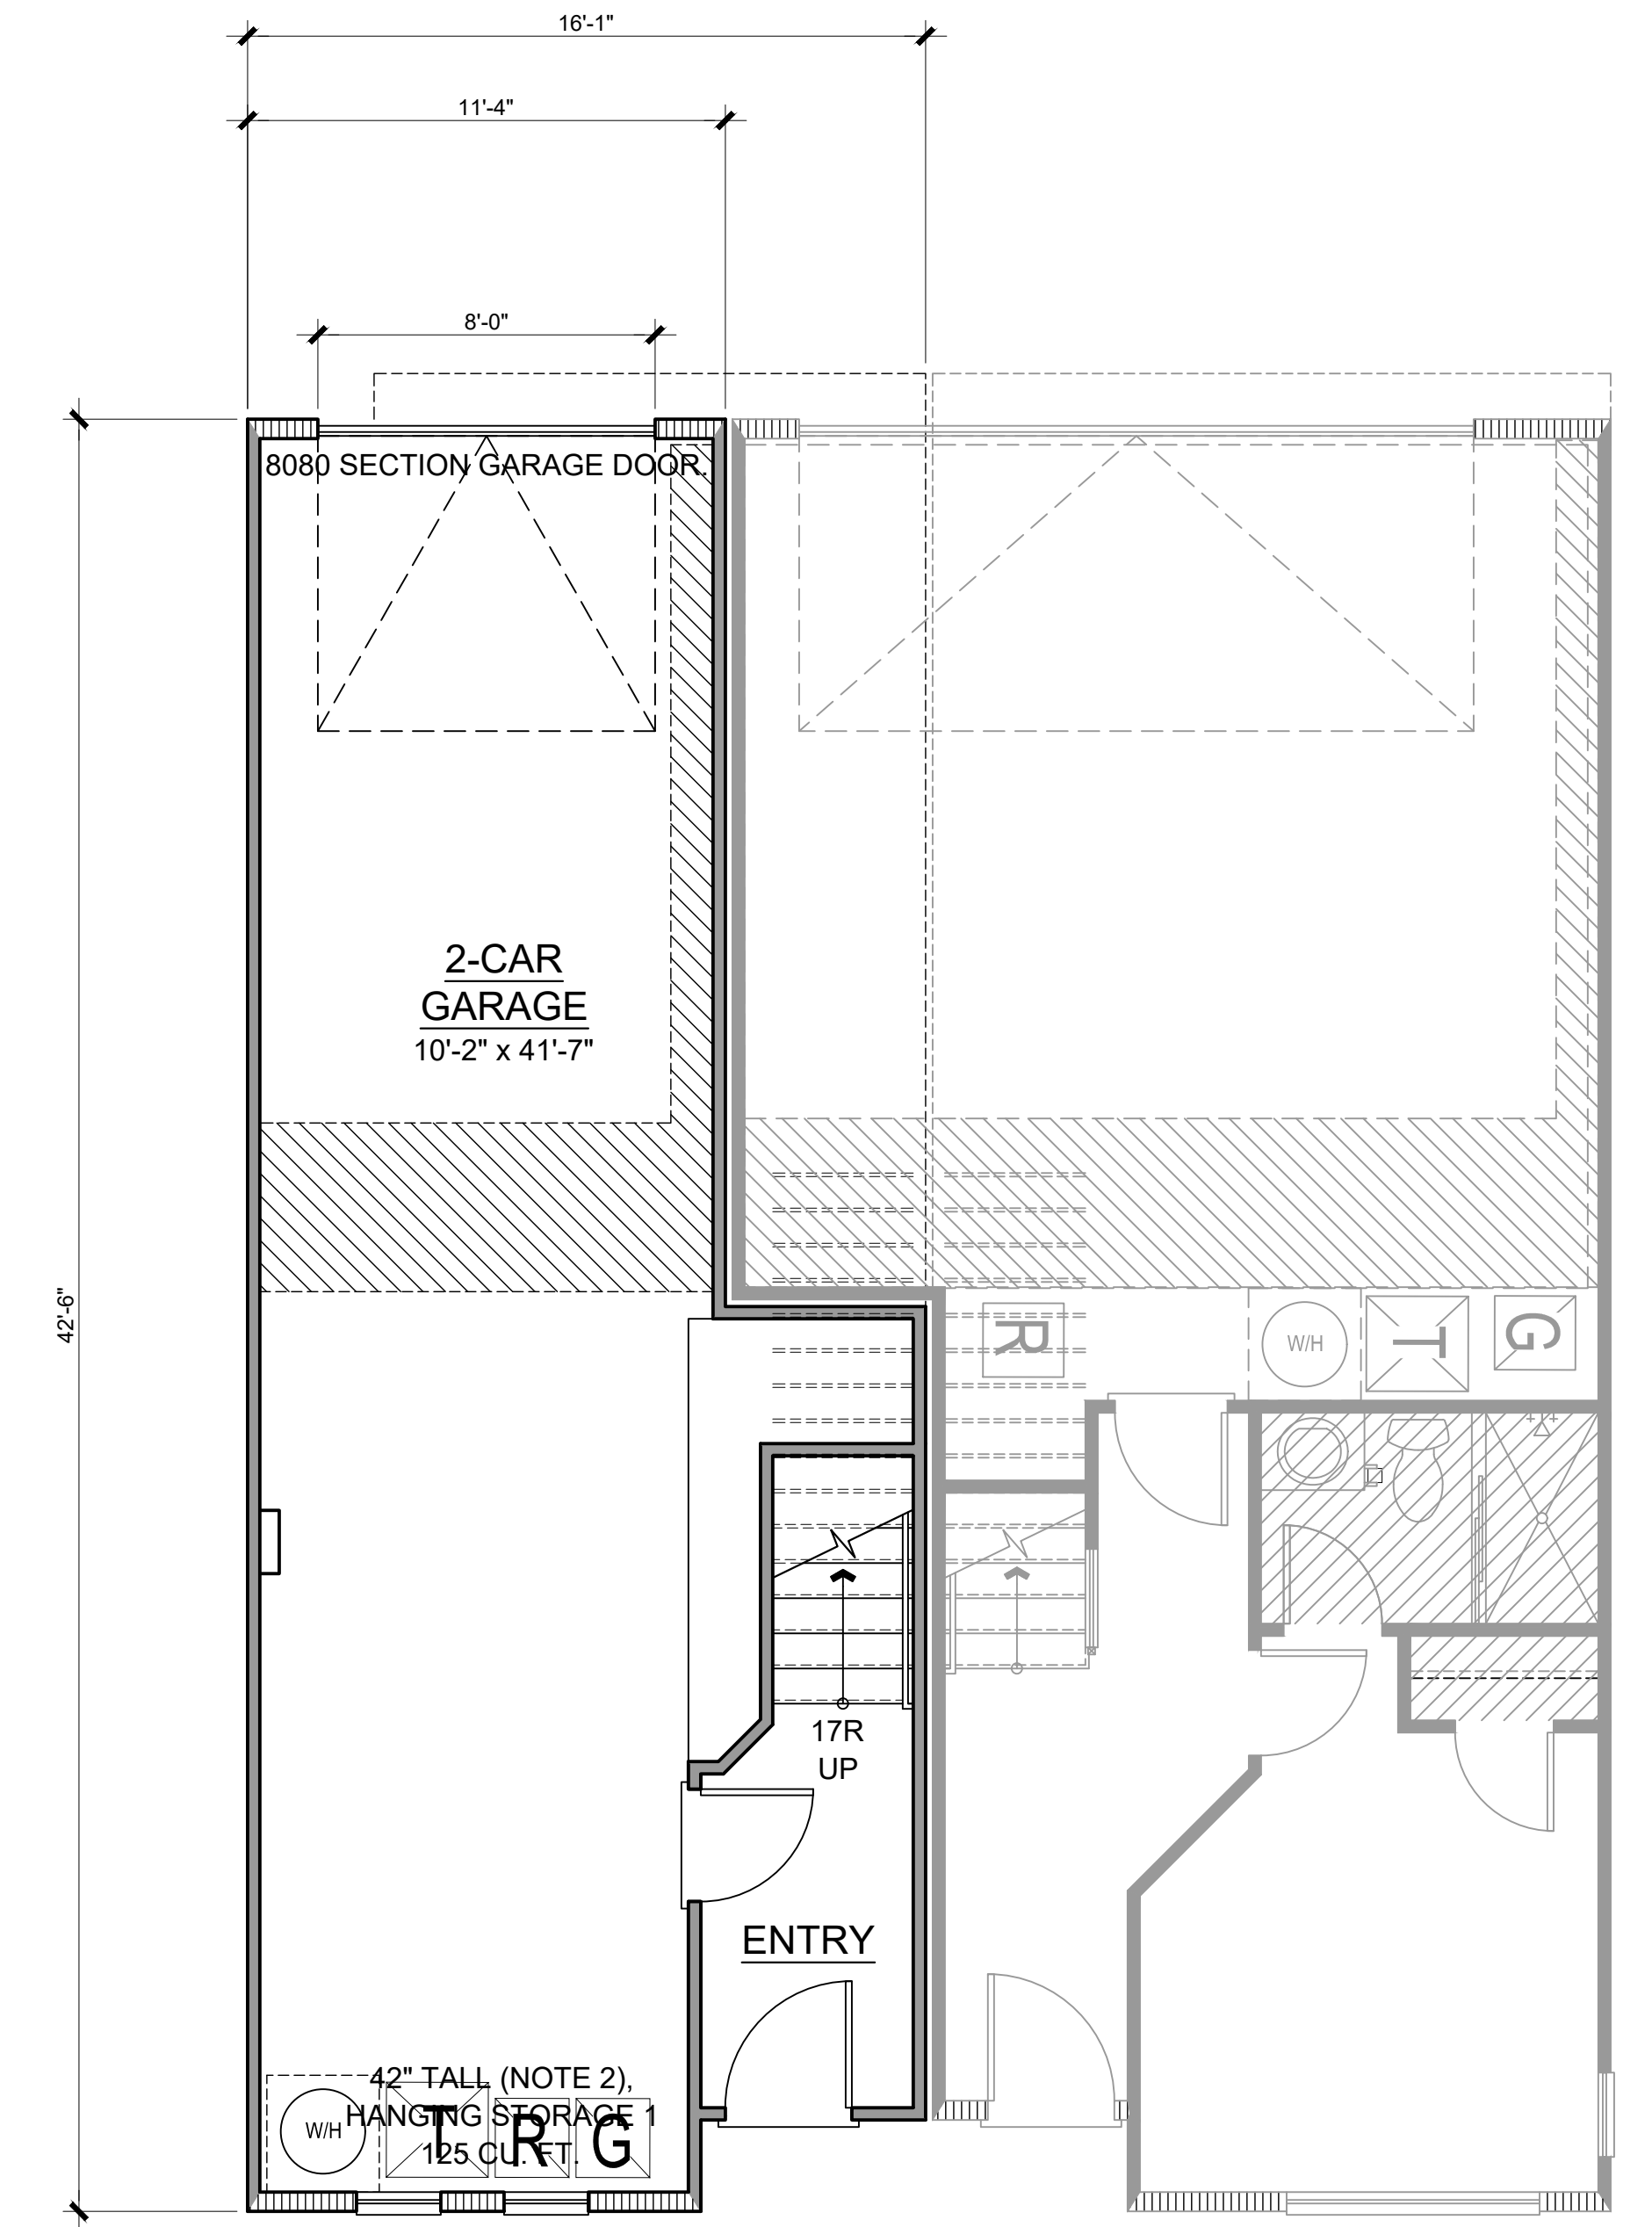 16'-1"
11'-4"
8'-0"
8080 SECTION GARAGE DOOR.
2-CAR
GARAGE
10'-2" x 41'-7"
42'-6"
R
W/H
T
G
17R
UP
ENTRY
42" TALL (NOTE 2),
HANGING STORAGE 1
125 CU. FT.
W/H
T
R
G